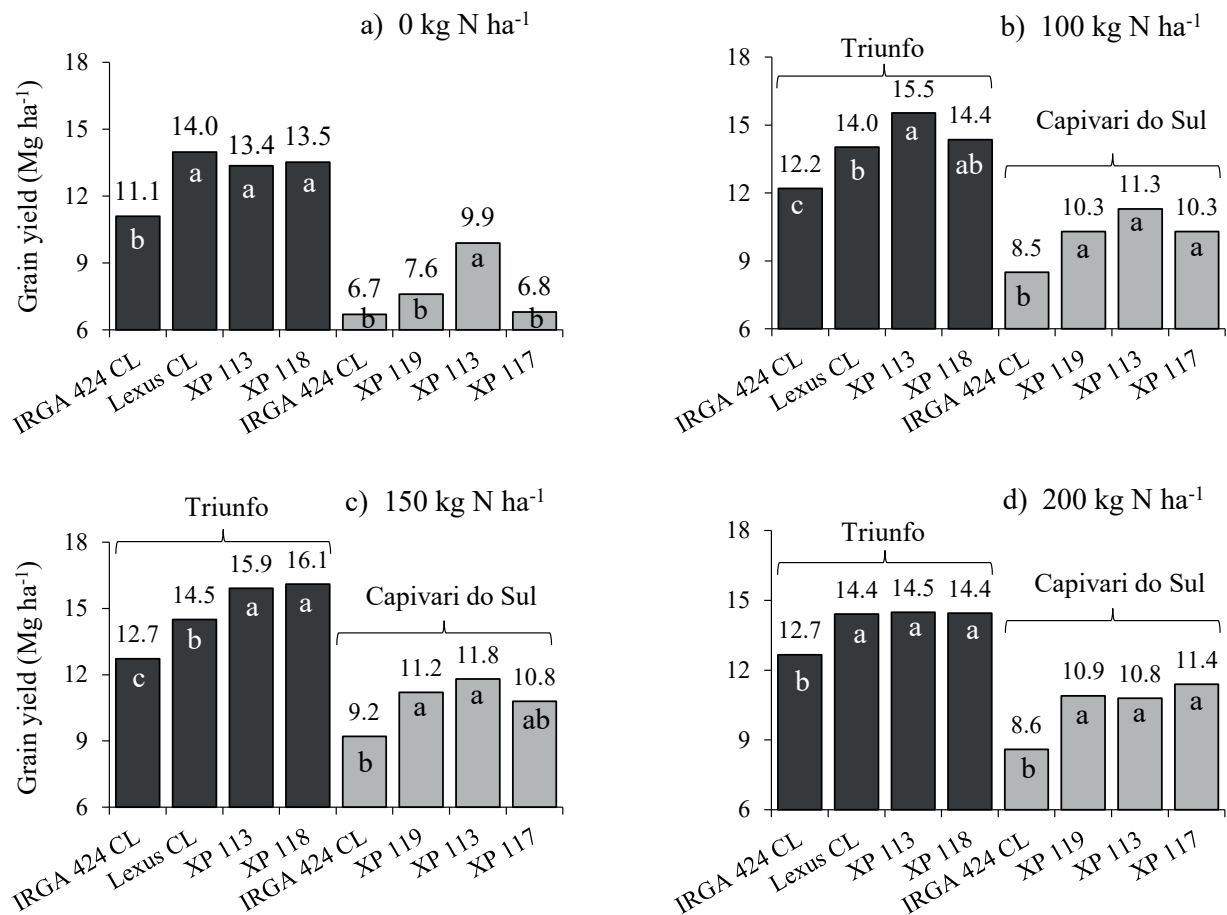 a) 0 kg N ha-1
Grain yield (Mg ha-1)
18
15
12
9
6
11.1
14.0
13.4
13.5
6.7
7.6
9.9
6.8
b
a
a
a
b
b
a
b
IRGA 424 CL
Lexus CL
XP 113
XP 118
IRGA 424 CL
XP 119
XP 113
XP 117
b) 100 kg N ha-1
Triunfo
Capivari do Sul
18
15
12
9
6
12.2
14.0
15.5
14.4
8.5
10.3
11.3
10.3
c
b
a
ab
b
a
a
a
IRGA 424 CL
Lexus CL
XP 113
XP 118
IRGA 424 CL
XP 119
XP 113
XP 117
c) 150 kg N ha-1
Triunfo
Capivari do Sul
Grain yield (Mg ha-1)
18
15
12
9
6
12.7
14.5
15.9
16.1
9.2
11.2
11.8
10.8
c
b
a
a
b
a
a
ab
IRGA 424 CL
Lexus CL
XP 113
XP 118
IRGA 424 CL
XP 119
XP 113
XP 117
d) 200 kg N ha-1
Triunfo
Capivari do Sul
18
15
12
9
6
12.7
14.4
14.5
14.4
8.6
10.9
10.8
11.4
b
a
a
a
b
a
a
a
IRGA 424 CL
Lexus CL
XP 113
XP 118
IRGA 424 CL
XP 119
XP 113
XP 117